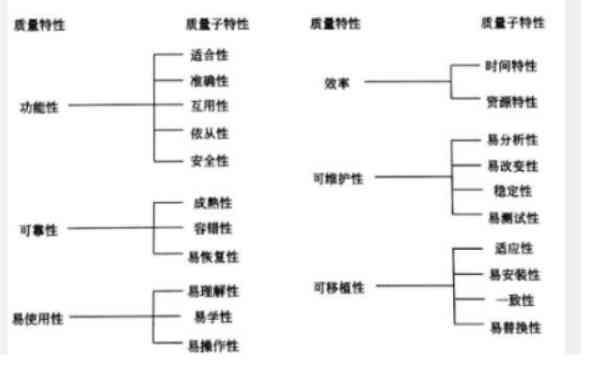 质量特性
质量子特性
功能性
适合性
准确性
互用性
依从性
安全性
可靠性
成熟性
容错性
易恢复性
易使用性
易理解性
易学性
易操作性
质量特性
质量子特性
效率
时间特性
资源特性
可维护性
易分析性
易改变性
稳定性
易测试性
可移植性
适应性
易安装性
一致性
易替换性